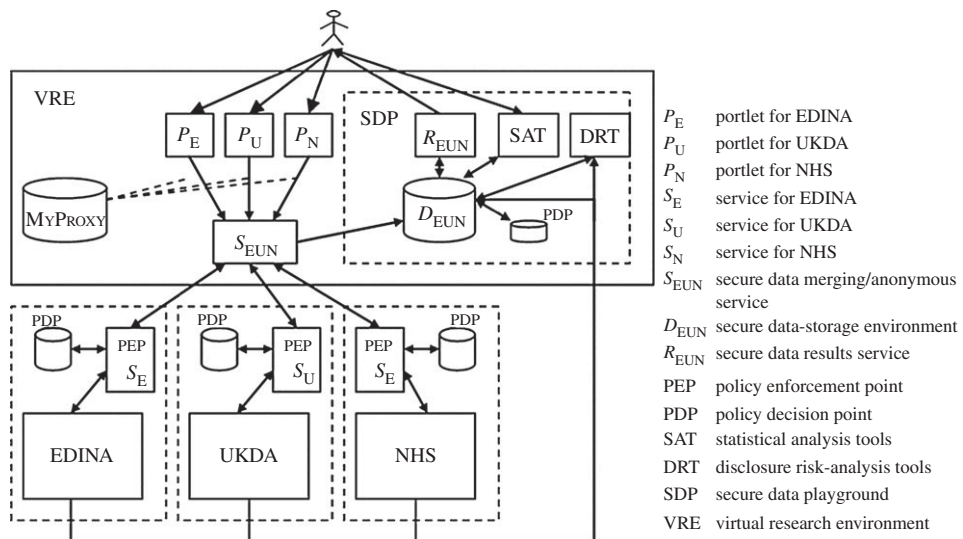 VRE
SDP
P_E
P_U
P_N
R_EUN
SAT
DRT
MYPROXY
D_EUN
PDP
S_EUN
PDP
PEP
S_E
PDP
PEP
S_U
PEP
S_E
PDP
EDINA
UKDA
NHS
P_E portlet for EDINA
P_U portlet for UKDA
P_N portlet for NHS
S_E service for EDINA
S_U service for UKDA
S_N service for NHS
S_EUN secure data merging/anonymous
service
D_EUN secure data-storage environment
R_EUN secure data results service
PEP policy enforcement point
PDP policy decision point
SAT statistical analysis tools
DRT disclosure risk-analysis tools
SDP secure data playground
VRE virtual research environment